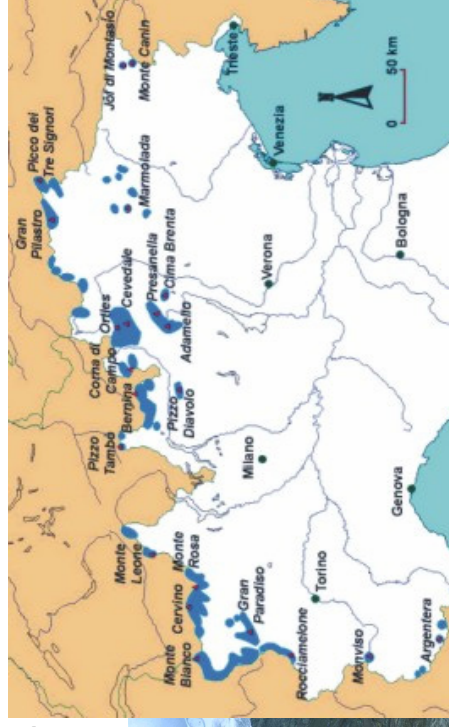 Monte
Bianco
Cervino
Monte
Rosa
Monte
Leone
Gran
Paradiso
Rocciamelone
Torino
Monviso
Argentera
Genova
Milano
Pizzo
Tambò
Bernina
Corna di
Campo
Pizzo
Diavolo
Ortles
Cevedale
Adamello
Presanella
Cima Brenta
Verona
Gran
Pilastro
Picco dei
Tre Signori
Marmolada
Bologna
Venezia
Jôf di Montasio
Monte Canin
Trieste
0
50 km